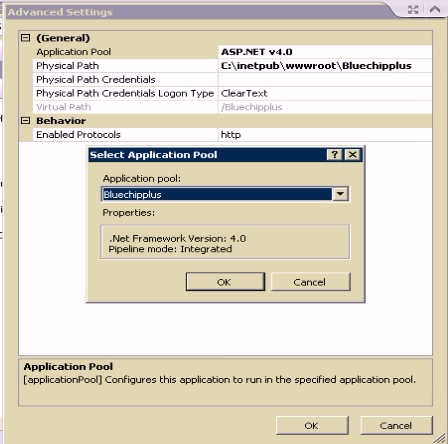 Advanced Settings
(General)
Application Pool ASP.NET v4.0
Physical Path C:\inetpub\wwwroot\Bluechipplus
Physical Path Credentials
Physical Path Credentials Logon Type ClearText
Virtual Path /Bluechipplus
Behavior
Enabled Protocols http
Select Application Pool
Application pool:
Bluechipplus
Properties:
.Net Framework Version: 4.0
Pipeline mode: Integrated
OK Cancel
Application Pool
[applicationPool] Configures this application to run in the specified application pool.
OK Cancel